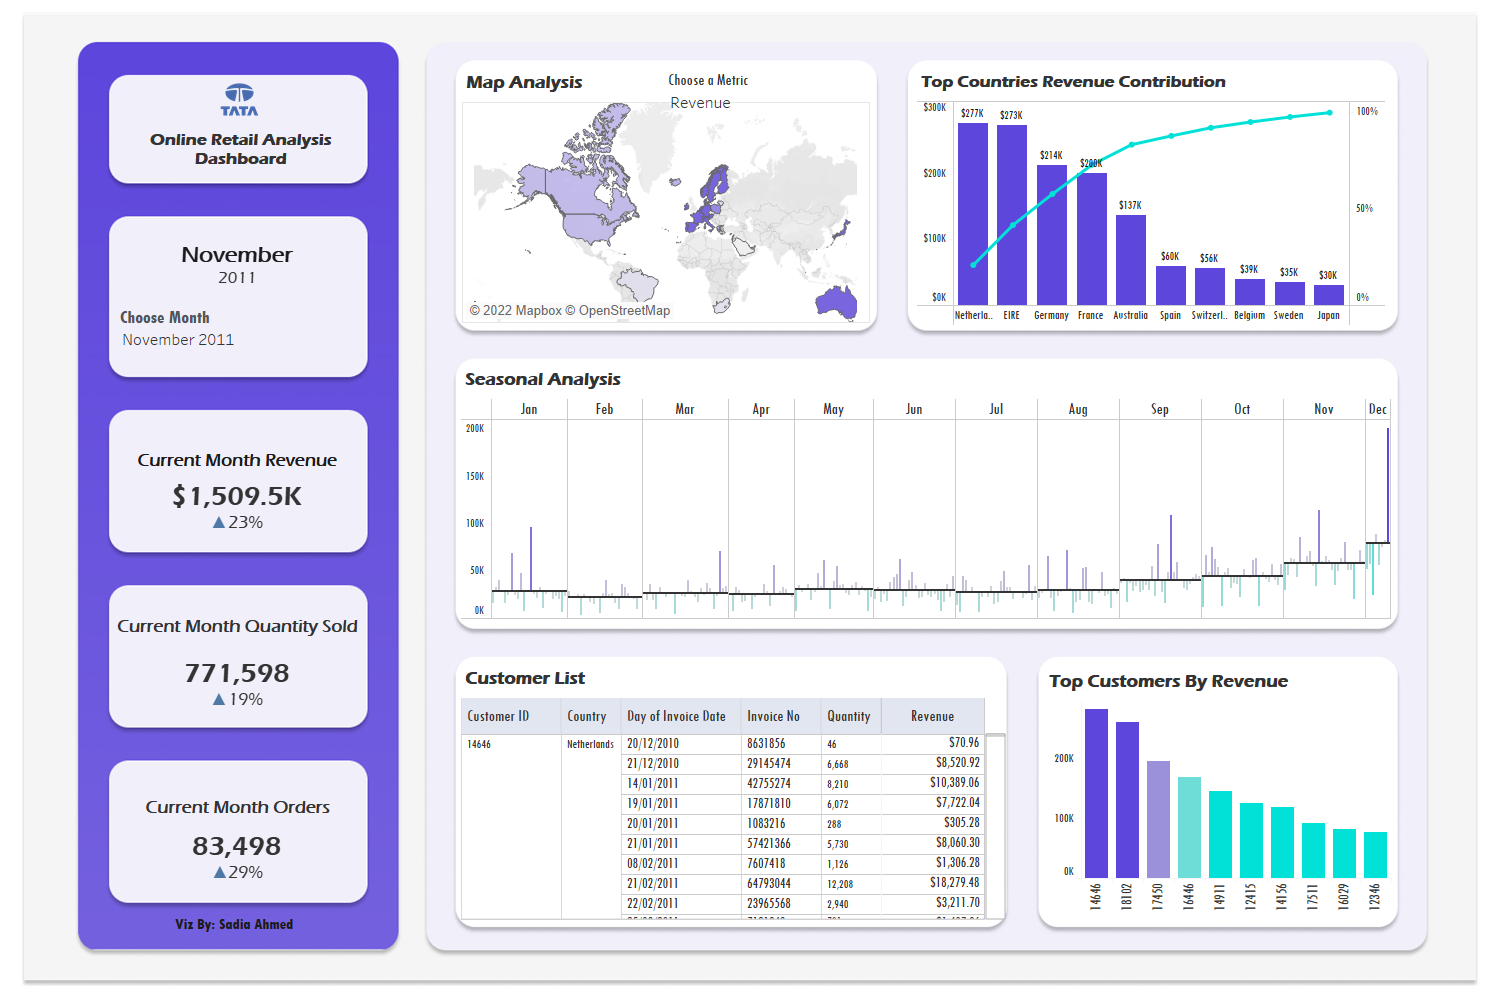 TATA
Online Retail Analysis
Dashboard
November
2011
Choose Month
November 2011
Current Month Revenue
$1,509.5K
▲23%
Current Month Quantity Sold
771,598
▲19%
Current Month Orders
83,498
▲29%
Viz By: Sadia Ahmed
Map Analysis
Choose a Metric
Revenue
© 2022 Mapbox © OpenStreetMap
Top Countries Revenue Contribution
$300K
$200K
$100K
$0K
$277K
$273K
$214K
$200K
$137K
$60K
$56K
$39K
$35K
$30K
100%
50%
0%
Netherla.. EIRE Germany France Australia Spain Switzerl.. Belgium Sweden Japan
Seasonal Analysis
Jan Feb Mar Apr May Jun Jul Aug Sep Oct Nov Dec
200K
150K
100K
50K
0K
Customer List
Customer ID Country Day of Invoice Date Invoice No Quantity Revenue
14646 Netherlands 20/12/2010 8631856 46 $70.96
21/12/2010 29145474 6,668 $8,520.92
14/01/2011 42755274 8,210 $10,389.06
19/01/2011 17871810 6,072 $7,722.04
20/01/2011 1083216 288 $305.28
21/01/2011 57421366 5,730 $8,060.30
08/02/2011 7607418 1,126 $1,306.28
21/02/2011 64793044 12,208 $18,279.48
22/02/2011 23965568 2,940 $3,211.70
Top Customers By Revenue
200K
100K
0K
14646
18102
17450
16446
14911
12415
14156
17511
16029
12346